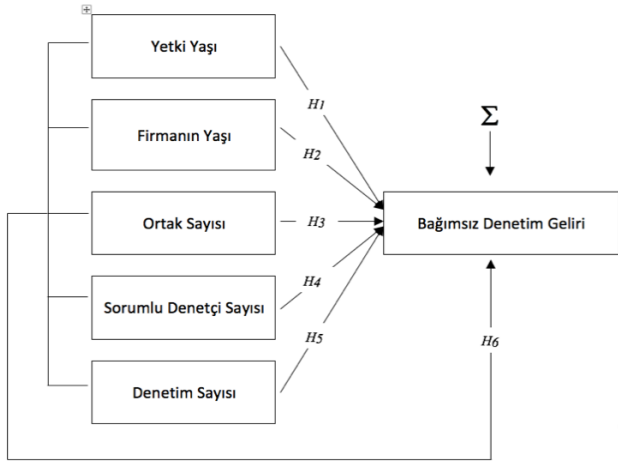 Yetki Yaşı
H1
Firmanın Yaşı
H2
Σ
Ortak Sayısı
H3
Bağımsız Denetim Geliri
Sorumlu Denetçi Sayısı
H4
H5
H6
Denetim Sayısı